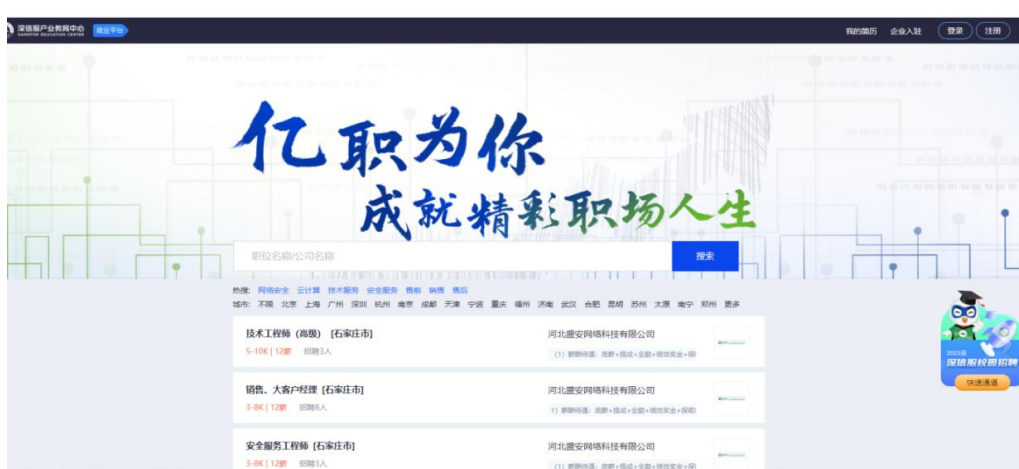 深信服产业教育中心
SANGFOR EDUCATION CENTER
就业平台
我的简历 企业入驻 登录 注册
亿职为你
成就精彩职场人生
职位名称/公司名称
搜索
热搜: 网络安全 云计算 技术服务 安全服务 售前 销售 售后
城市: 不限 北京 上海 广州 深圳 杭州 南京 成都 天津 宁波 重庆 福州 济南 武汉 合肥 昆明 苏州 太原 南宁 郑州 更多
技术工程师（高级）[石家庄市]
5-10K | 12薪 招聘3人
河北盛安网络科技有限公司
（1）薪酬待遇：底薪+提成+全勤+绩效奖金+保
销售、大客户经理 [石家庄市]
3-8K | 12薪 招聘8人
河北盛安网络科技有限公司
1）薪酬待遇：底薪+提成+全勤+绩效奖金+保
安全服务工程师 [石家庄市]
3-8K | 12薪 招聘3人
河北盛安网络科技有限公司
（1）薪酬待遇：底薪+提成+全勤+绩效奖金+保
2023届
深信服校园招聘
快速通道